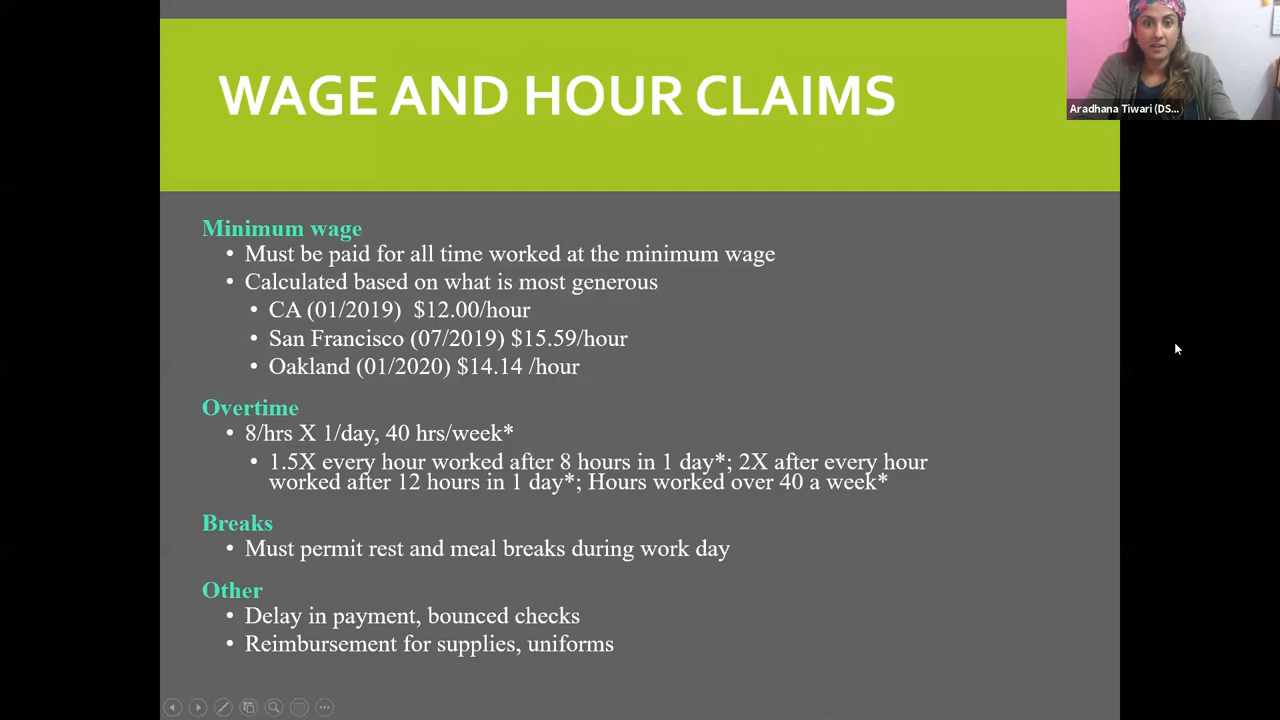 WAGE AND HOUR CLAIMS
Aradhana Tiwari (DS...
Minimum wage
• Must be paid for all time worked at the minimum wage
• Calculated based on what is most generous
• CA (01/2019)  $12.00/hour
• San Francisco (07/2019) $15.59/hour
• Oakland (01/2020) $14.14 /hour
Overtime
• 8/hrs X 1/day, 40 hrs/week*
• 1.5X every hour worked after 8 hours in 1 day*; 2X after every hour
worked after 12 hours in 1 day*; Hours worked over 40 a week*
Breaks
• Must permit rest and meal breaks during work day
Other
• Delay in payment, bounced checks
• Reimbursement for supplies, uniforms